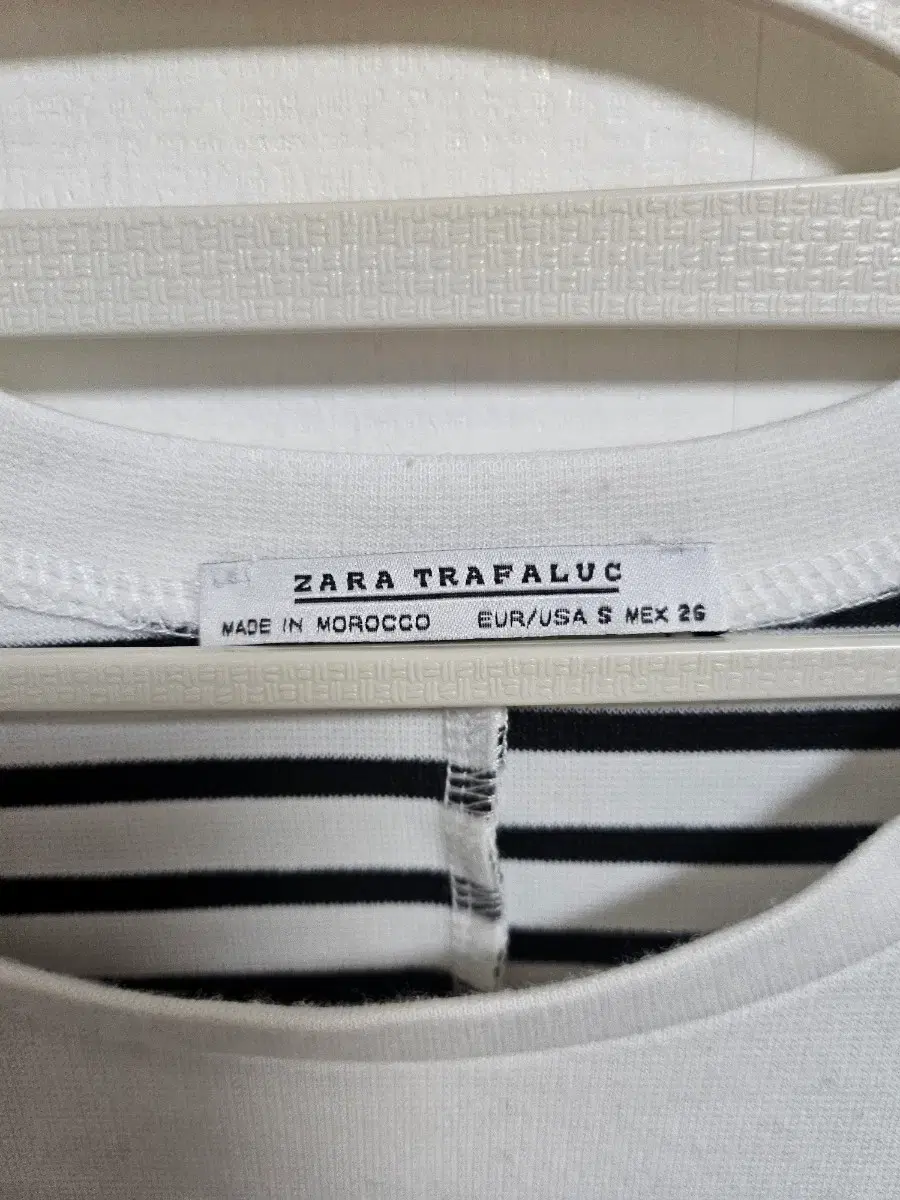 ZARA TRAFALUC
MADE IN MOROCCO EUR/USA S MEX 26